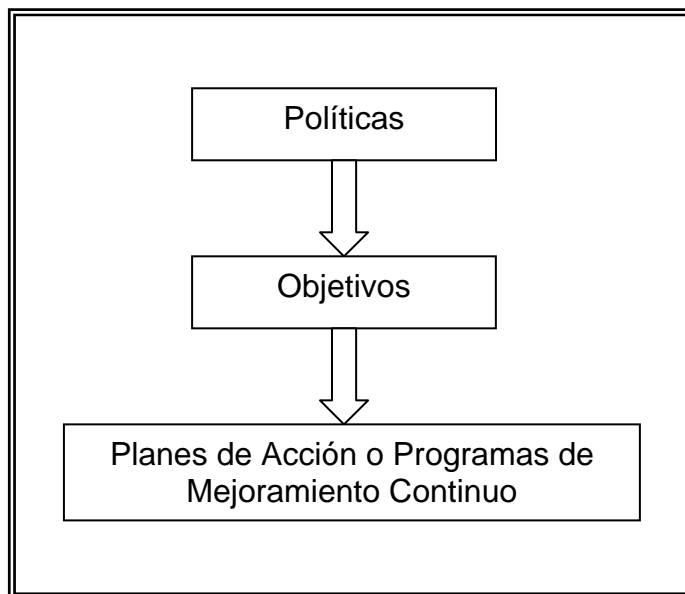 Políticas
Objetivos
Planes de Acción o Programas de
Mejoramiento Continuo